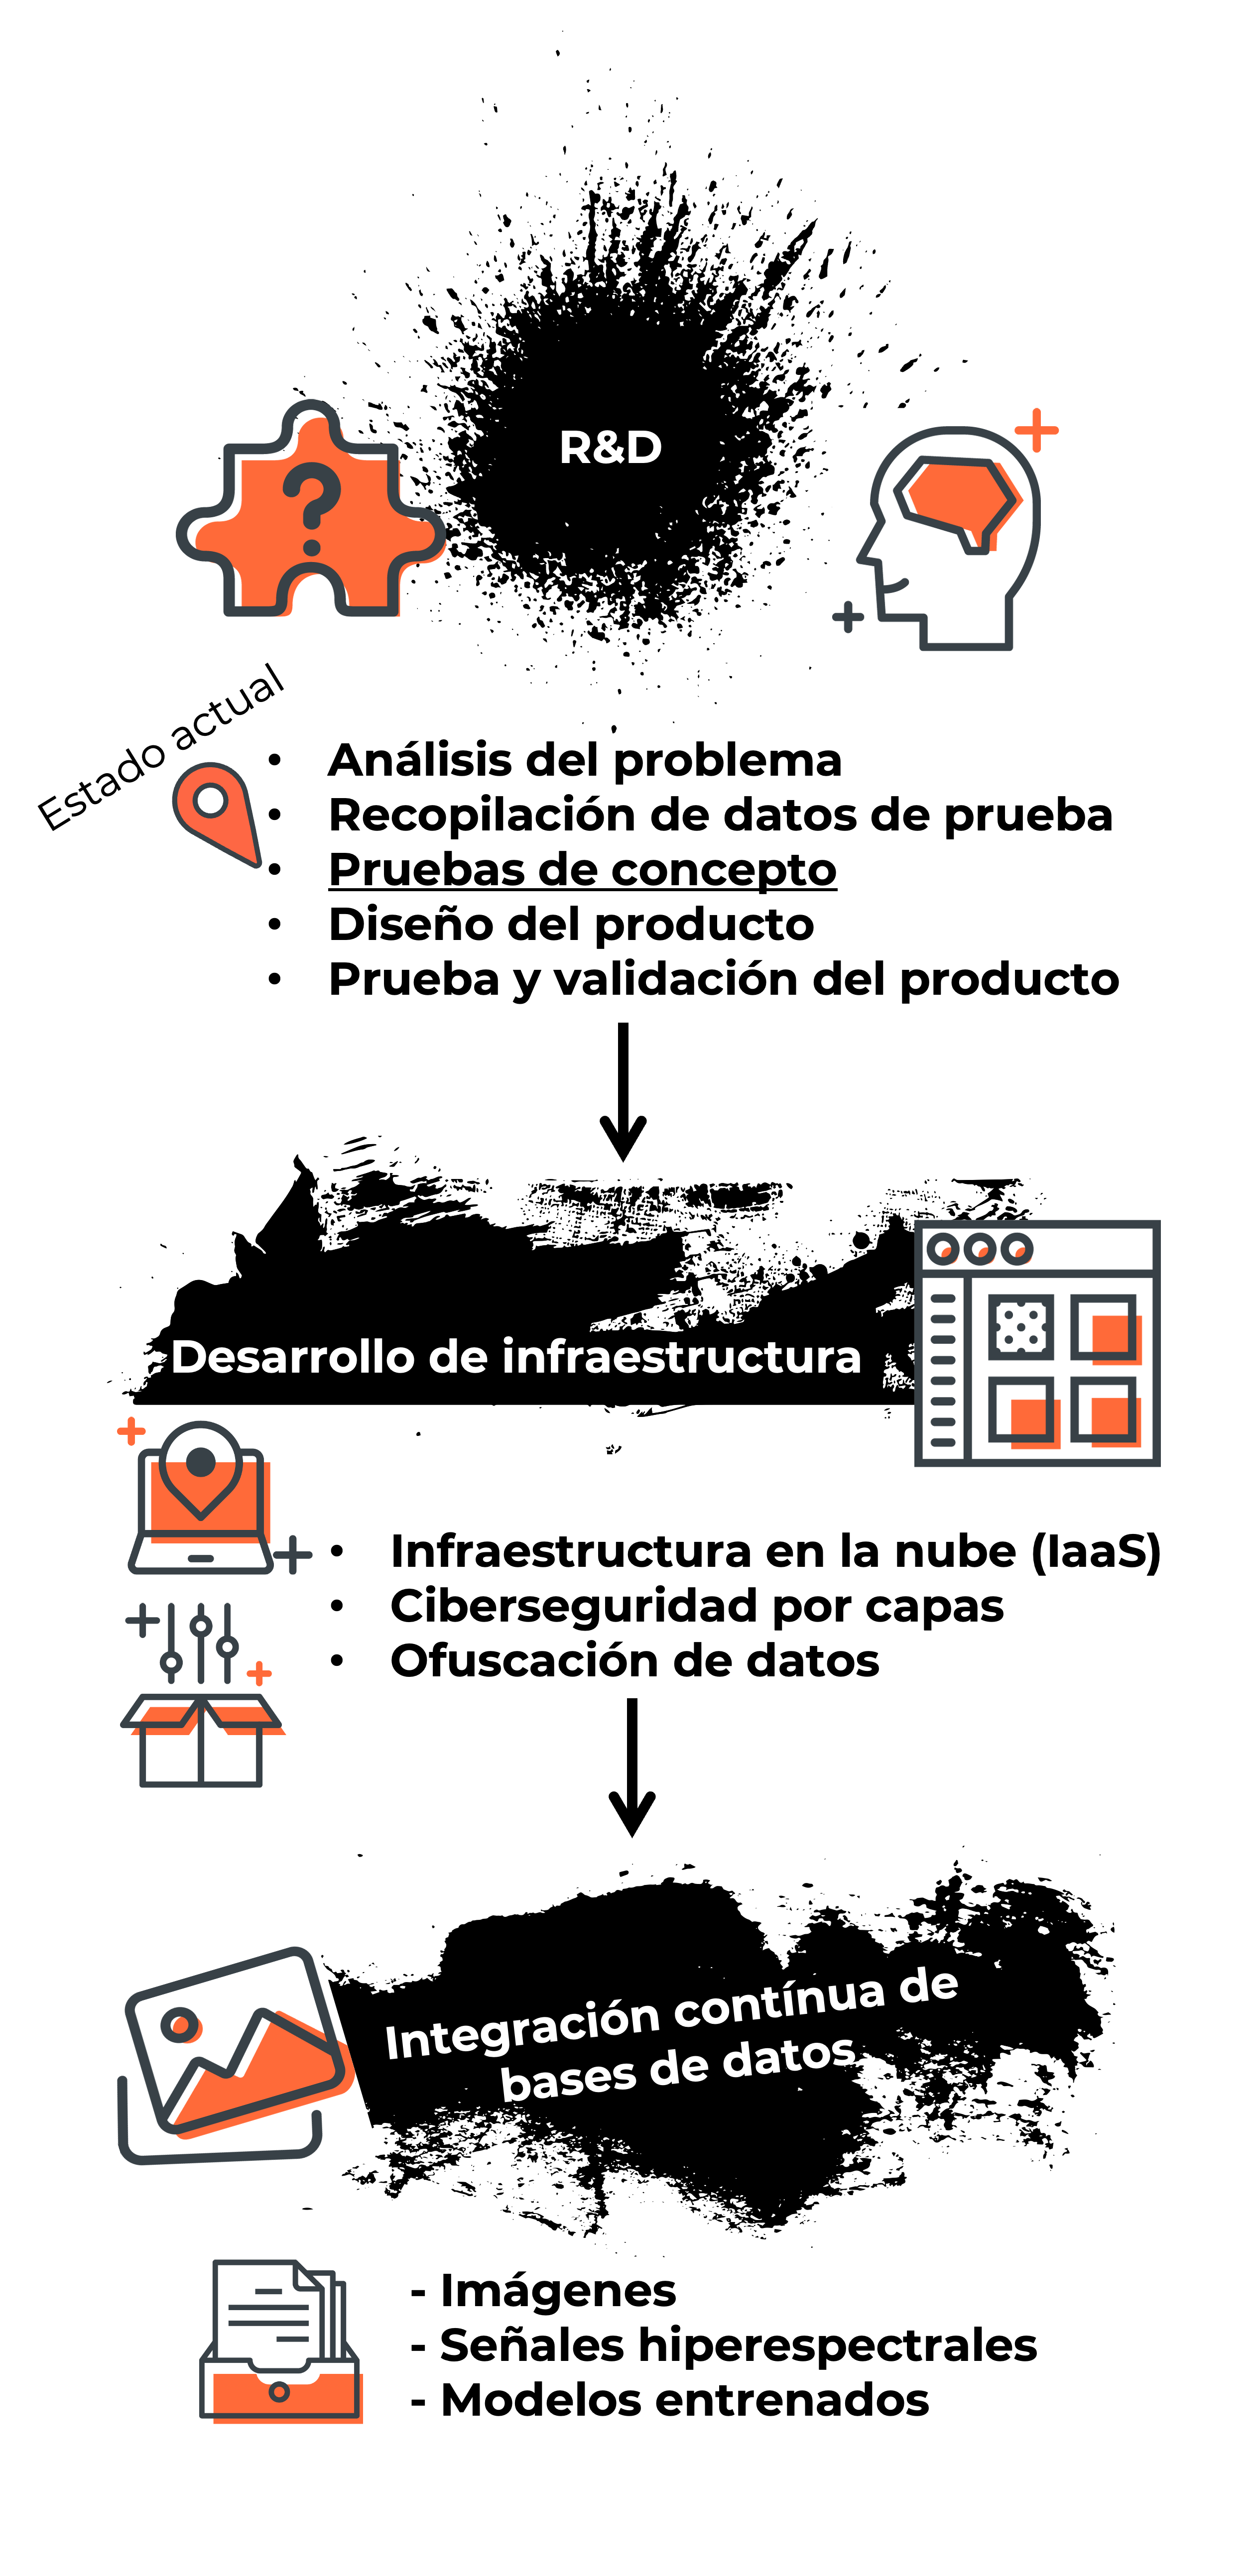 R&D
Estado actual
• Análisis del problema
• Recopilación de datos de prueba
• Pruebas de concepto
• Diseño del producto
• Prueba y validación del producto
Desarrollo de infraestructura
• Infraestructura en la nube (IaaS)
• Ciberseguridad por capas
• Ofuscación de datos
Integración contínua de
bases de datos
- Imágenes
- Señales hiperespectrales
- Modelos entrenados